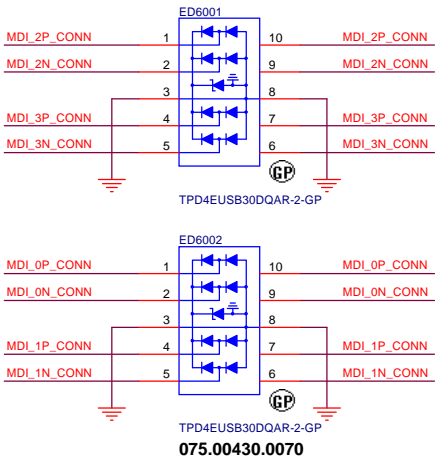 ED6001
MDI_2P_CONN 1 10 MDI_2P_CONN
MDI_2N_CONN 2 9 MDI_2N_CONN
3 8
MDI_3P_CONN 4 7 MDI_3P_CONN
MDI_3N_CONN 5 6 MDI_3N_CONN
GP
TPD4EUSB30DQAR-2-GP
ED6002
MDI_0P_CONN 1 10 MDI_0P_CONN
MDI_0N_CONN 2 9 MDI_0N_CONN
3 8
MDI_1P_CONN 4 7 MDI_1P_CONN
MDI_1N_CONN 5 6 MDI_1N_CONN
GP
TPD4EUSB30DQAR-2-GP
075.00430.0070